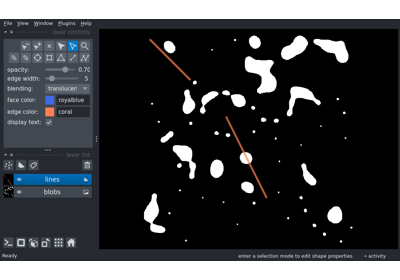 File View Window Plugins Help
layer controls
opacity: 0.70
edge width: 5
blending: translucen
face color: royalblue
edge color: coral
display text:
layer list
lines
blobs
Ready enter a selection mode to edit shape properties activity